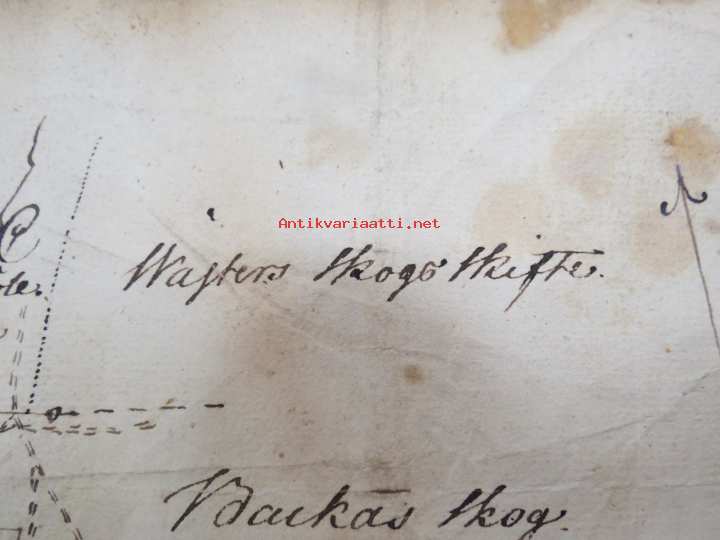 Antikvariaatti.net
Wasters Skogs Skifte.
Backas Skog.